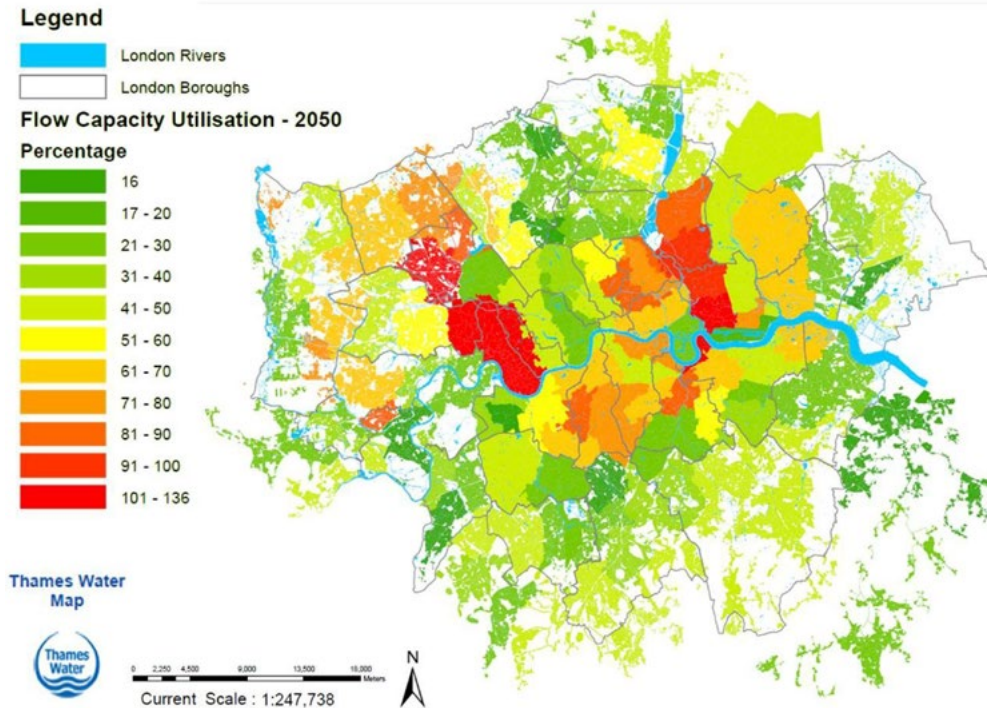 Legend
London Rivers
London Boroughs
Flow Capacity Utilisation - 2050
Percentage
16
17 - 20
21 - 30
31 - 40
41 - 50
51 - 60
61 - 70
71 - 80
81 - 90
91 - 100
101 - 136
Thames Water
Map
Thames
Water
0 2,250 4,500 9,000 13,500 18,000
Meters
Current Scale : 1:247,738
N